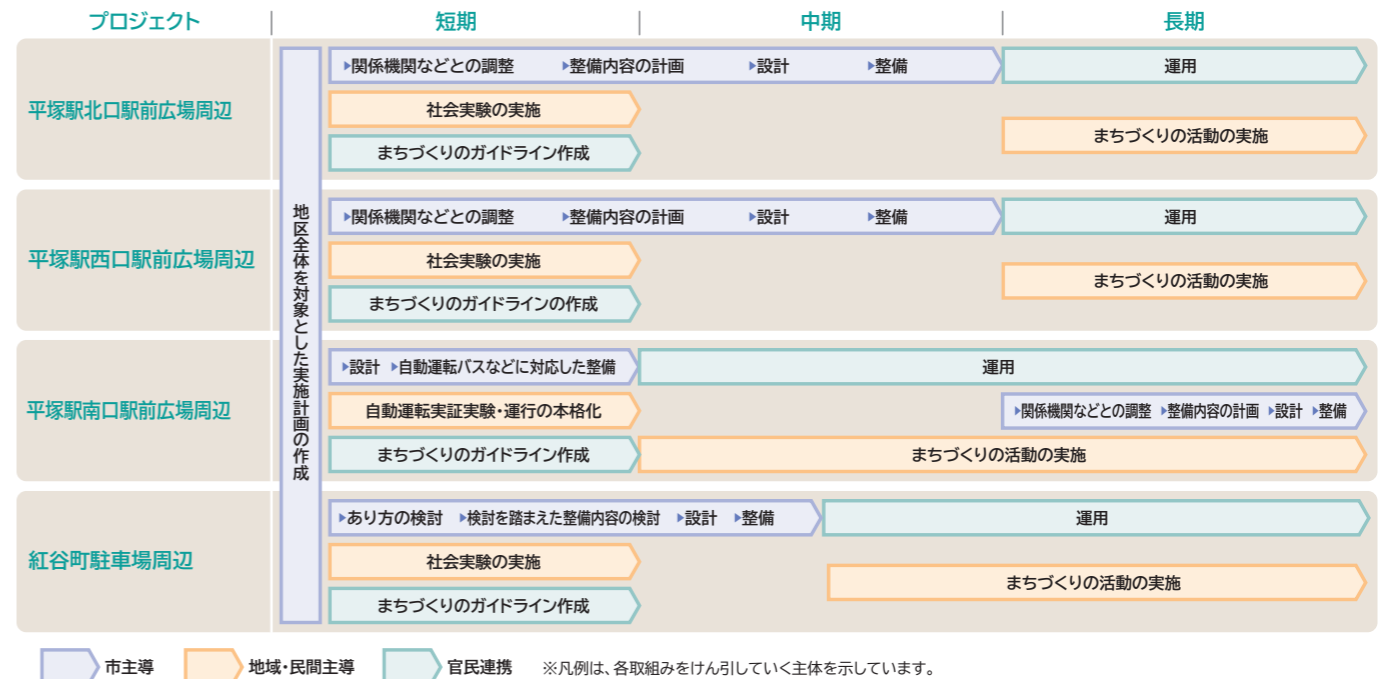 プロジェクト
短期
中期
長期
地区全体を対象とした実施計画の作成
平塚駅北口駅前広場周辺
▶関係機関などとの調整 ▶整備内容の計画 ▶設計 ▶整備
運用
社会実験の実施
まちづくりの活動の実施
まちづくりのガイドライン作成
平塚駅西口駅前広場周辺
▶関係機関などとの調整 ▶整備内容の計画 ▶設計 ▶整備
運用
社会実験の実施
まちづくりの活動の実施
まちづくりのガイドラインの作成
平塚駅南口駅前広場周辺
▶設計 ▶自動運転バスなどに対応した整備
運用
自動運転実証実験・運行の本格化
▶関係機関などとの調整 ▶整備内容の計画 ▶設計 ▶整備
まちづくりのガイドライン作成
まちづくりの活動の実施
紅谷町駐車場周辺
▶あり方の検討 ▶検討を踏まえた整備内容の検討 ▶設計 ▶整備
運用
社会実験の実施
まちづくりの活動の実施
まちづくりのガイドライン作成
市主導
地域・民間主導
官民連携
※凡例は、各取組みをけん引していく主体を示しています。